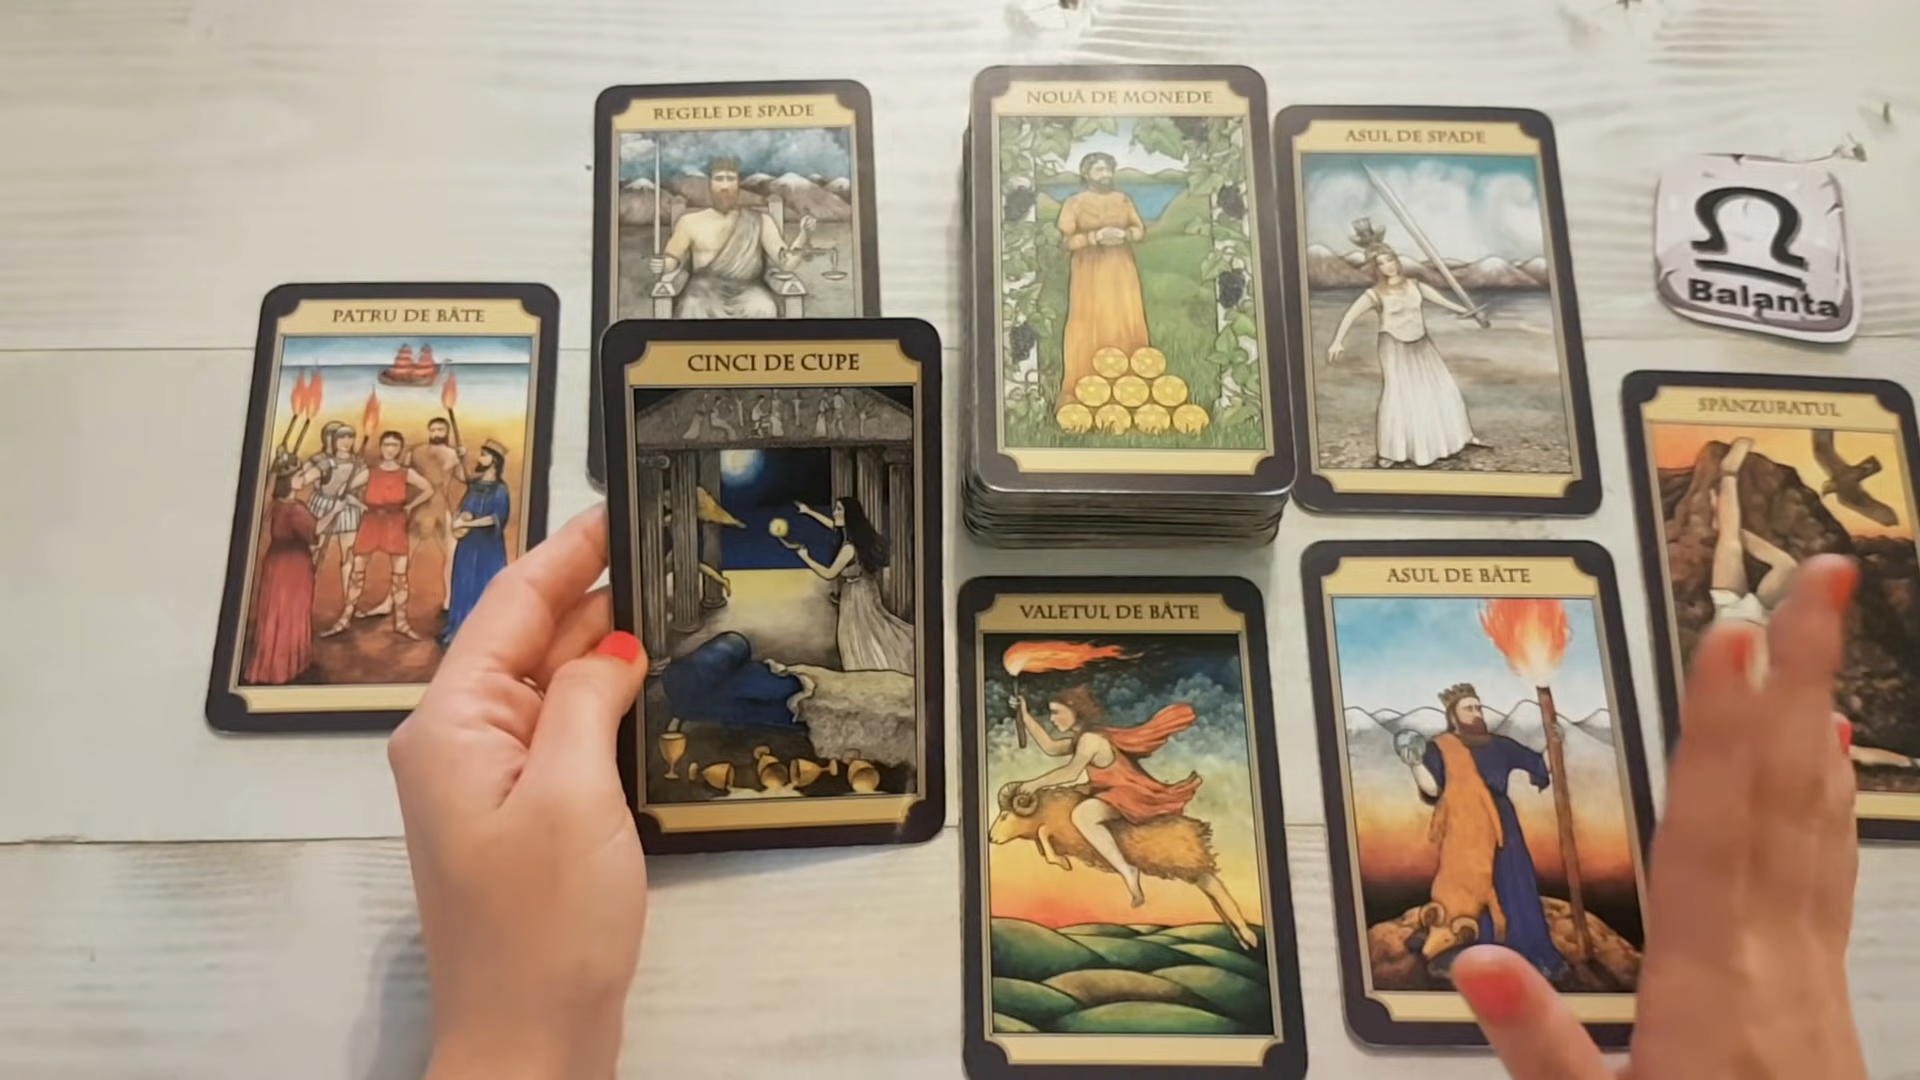 REGELE DE SPADE
NOUĂ DE MONEDE
ASUL DE SPADE
Balanta
PATRU DE BÂTE
CINCI DE CUPE
SPÂNZURATUL
VALETUL DE BÂTE
ASUL DE BÂTE